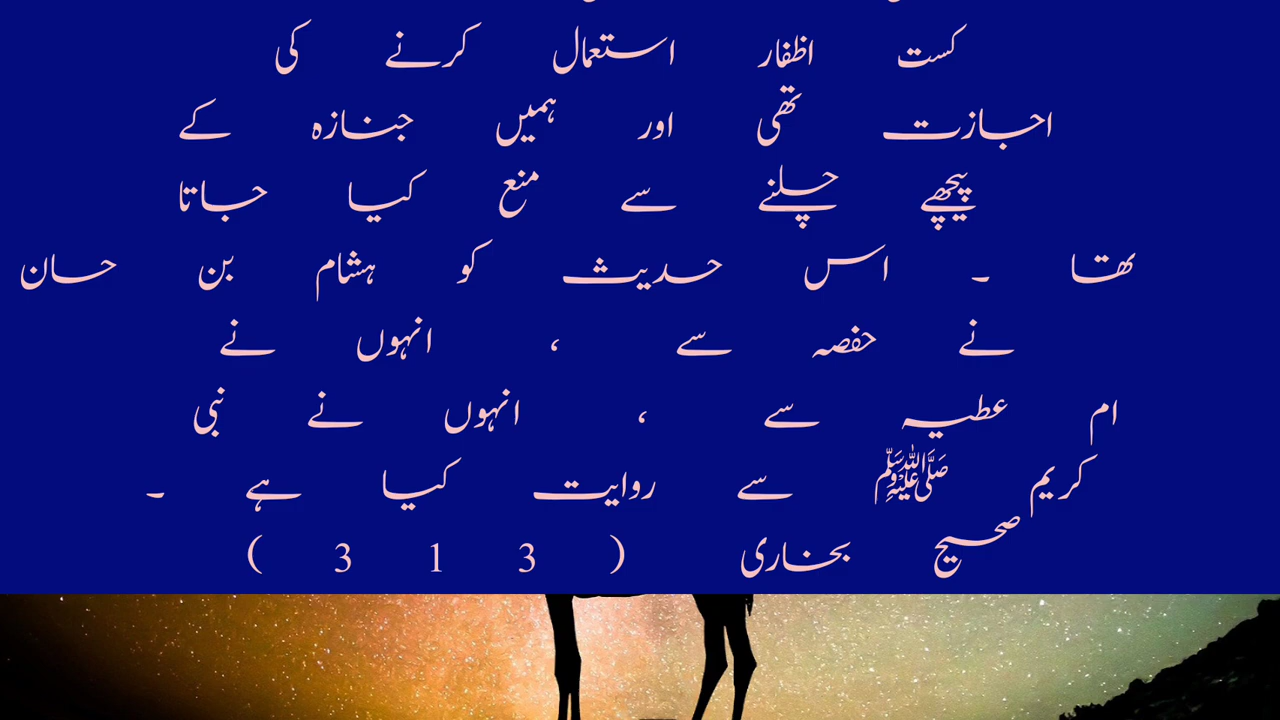 کست اظفار استعمال کرنے کی
اجازت تھی اور ہمیں جنازہ کے
پیچھے چلنے سے منع کیا جاتا
تھا ۔ اس حدیث کو ہشام بن حسان
نے حفصہ سے ، انہوں نے
ام عطیہ سے ، انہوں نے نبی
کریم ﷺ سے روایت کیا ہے ۔
صحیح بخاری ( 3 1 3 )